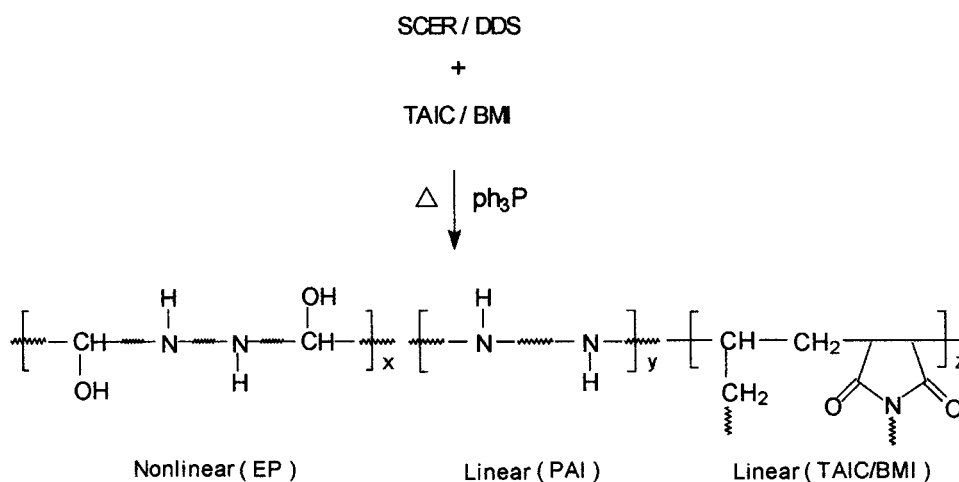 SCER / DDS
+
TAIC / BMI
△ ph₃P
H OH H
CH N N CH x N N y CH CH₂ z
OH H H CH₂ O N O
Nonlinear ( EP ) Linear ( PAI ) Linear ( TAIC/BMI )